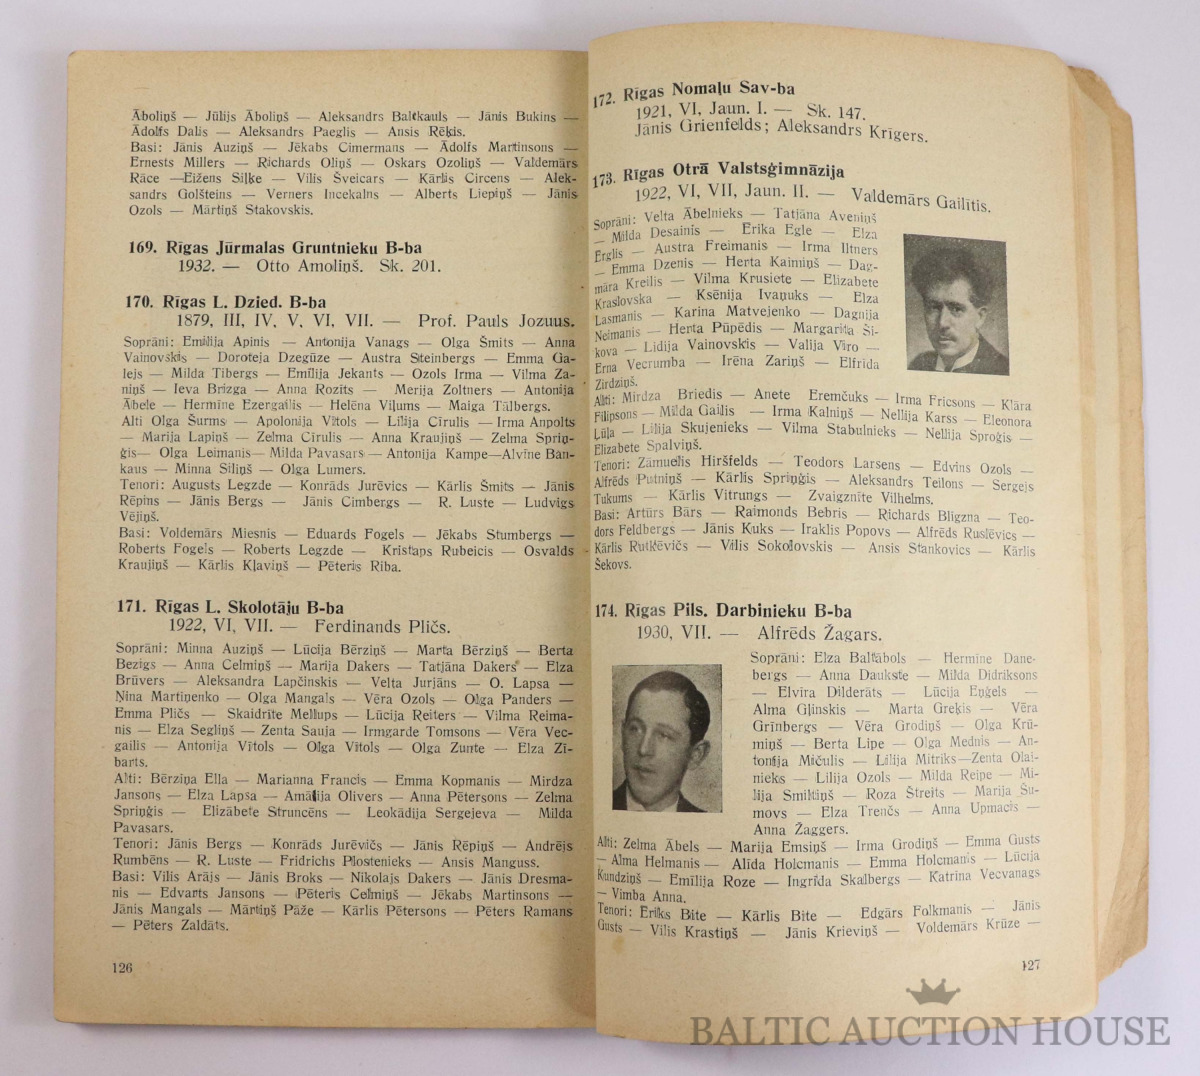 Āboliņš — Jūlijs Āboliņš — Aleksandrs Baltkauls — Jānis Bukins —
Ādolfs Dalis — Aleksandrs Paeglis — Ansis Rēķis.
Basi: Jānis Auziņš — Jēkabs Cimermans — Ādolfs Martinsons —
Ernests Millers — Richards Oliņš — Oskars Ozoliņš — Valdemārs
Rāce — Eižens Siļķe — Vilis Šveicars — Kārlis Circens — Alek-
sandrs Golšteins — Verners Incekalns — Alberts Liepiņš — Jānis
Ozols — Mārtiņš Stakovskis.
169. Rīgas Jūrmalas Gruntnieku B-ba
1932. — Otto Amoliņš. Sk. 201.
170. Rīgas L. Dzied. B-ba
1879, III, IV, V, VI, VII. — Prof. Pauls Jozuus.
Soprāni: Emilija Apinis — Antonija Vanags — Olga Šmits — Anna
Vainovskis — Doroteja Dzegūze — Austra Šteinbergs — Emma Ga-
lejs — Milda Tibergs — Emīlija Jekants — Ozols Irma — Vilma Za-
niņš — Ieva Brizga — Anna Rozīts — Merija Zoltners — Antonija
Ābele — Hermīne Ezergailis — Helēna Viļums — Maiga Tālbergs.
Alti Olga Šurms — Apolonija Vītols — Lilija Cīrulis — Irma Anpolts
— Marija Lapiņš — Zelma Cīrulis — Anna Kraujiņš — Zelma Spriņ-
ģis — Olga Leimanis — Milda Pavasars — Antonija Kampe — Alvīne Ban-
kaus — Minna Siliņš — Olga Lumers.
Tenori: Augusts Legzde — Konrāds Jurēvics — Kārlis Šmits — Jānis
Rēpins — Jānis Bergs — Jānis Cimbergs — R. Luste — Ludvigs
Vējiņš.
Basi: Voldemārs Miesnis — Eduards Fogels — Jēkabs Stumbergs —
Roberts Fogels — Roberts Legzde — Kristaps Rubeicis — Osvalds
Kraujiņš — Kārlis Kļaviņš — Pēteris Riba.
171. Rīgas L. Skolotāju B-ba
1922, VI, VII. — Ferdinands Pličs.
Soprāni: Minna Auziņš — Lūcija Bērziņš — Marta Bērziņš — Berta
Bezigs — Anna Celmiņš — Marija Dakers — Tatjāna Dakers — Elza
Brūvers — Aleksandra Lapčinskis — Velta Jurjāns — O. Lapsa —
Ņina Martiņenko — Olga Mangals — Vēra Ozols — Olga Panders —
Emma Pličs — Skaidrīte Mellups — Lūcija Reiters — Vilma Reima-
nis — Elza Segliņš — Zenta Sauja — Irmgarde Tomsons — Vēra Vec-
gailis — Antonija Vītols — Olga Vītols — Olga Zunte — Elza Zī-
barts.
Alti: Bērziņa Ella — Marianna Francis — Emma Kopmanis — Mirdza
Jansons — Elza Lapsa — Amālija Olivers — Anna Pētersons — Zelma
Spriņģis — Elizābete Struncēns — Leokādija Sergejeva — Milda
Pavasars.
Tenori: Jānis Bergs — Konrāds Jurēvičs — Jānis Rēpiņš — Andrējs
Rumbēns — R. Luste — Fridrichs Plostenieks — Ansis Manguss.
Basi: Vilis Arājs — Jānis Broks — Nikolajs Dakers — Jānis Dresma-
nis — Edvarts Jansons — Pēteris Celmiņš — Jēkabs Martinsons —
Jānis Mangals — Mārtiņš Pāže — Kārlis Pētersons — Pēters Ramans
— Pēters Zaldāts.
126
172. Rīgas Nomaļu Sav-ba
1921, VI, Jaun. I. — Sk. 147.
Jānis Grienfelds; Aleksandrs Krīgers.
173. Rīgas Otrā Valstsģimnāzija
1922, VI, VII, Jaun. II. — Valdemārs Gailītis.
Soprāni: Velta Ābelnieks — Tatjāna Aveniņš
— Milda Desainis — Erika Egle — Elza
Erglis — Austra Freimanis — Irma Iltners
— Emma Dzenis — Herta Kaimiņš — Dag-
māra Kreilis — Vilma Krusiete — Elizabete
Kraslovska — Ksēnija Ivaņuks — Elza
Lasmanis — Karina Matvejenko — Dagnija
Neimanis — Herta Pūpēdis — Margarita Ši-
kova — Lidija Vainovskis — Valija Viro —
Erna Vecrumba — Irēna Zariņš — Elfrida
Zirdziņš.
Alti: Mirdza Briedis — Anete Eremčuks — Irma Fricsons — Klāra
Filipsons — Milda Gailis — Irma Kalniņš — Nellija Karss — Eleonora
Lūļa — Lilija Skujenieks — Vilma Stabulnieks — Nellija Sproģis —
Elizabete Spalviņš.
Tenori: Zāmuelis Hiršfelds — Teodors Larsens — Edvins Ozols —
Alfrēds Putniņš — Kārlis Spriņģis — Aleksandrs Teilons — Sergejs
Tukums — Kārlis Vitrungs — Zvaigznīte Vilhelms.
Basi: Artūrs Bārs — Raimonds Bebris — Richards Bligzna — Teo-
dors Feldbergs — Jānis Kuks — Iraklis Popovs — Alfrēds Ruslēvics —
Kārlis Rutkēvičs — Vilis Sokolovskis — Ansis Stankovics — Kārlis
Šekovs.
174. Rīgas Pils. Darbinieku B-ba
1930, VII. — Alfrēds Žagars.
Soprāni: Elza Baltābols — Hermīne Dane-
bergs — Anna Daukste — Milda Didriksons
— Elvīra Dilderāts — Lūcija Eņģels —
Alma Gļinskis — Marta Greķis — Vēra
Grīnbergs — Vēra Grodiņš — Olga Krū-
miņš — Berta Lipe — Olga Mednis — An-
tonija Mičulis — Lilija Mitriks — Zenta Olai-
nieks — Lilija Ozols — Milda Reipe — Mi-
lija Smiltiņš — Roza Streits — Marija Šu-
movs — Elza Trenčs — Anna Upmacis —
Anna Žaggers.
Alti: Zelma Ābels — Marija Emsiņš — Irma Grodiņš — Emma Gusts
— Alma Helmanis — Alīda Holcmanis — Emma Holcmanis — Lūcija
Kundziņš — Emīlija Roze — Ingrīda Skalbergs — Katrina Vecvanags
— Vimba Anna.
Tenori: Eriks Bite — Kārlis Bite — Edgārs Folkmanis — Jānis
Gusts — Vilis Krastiņš — Jānis Krieviņš — Voldemārs Krūze —
127
BALTIC AUCTION HOUSE